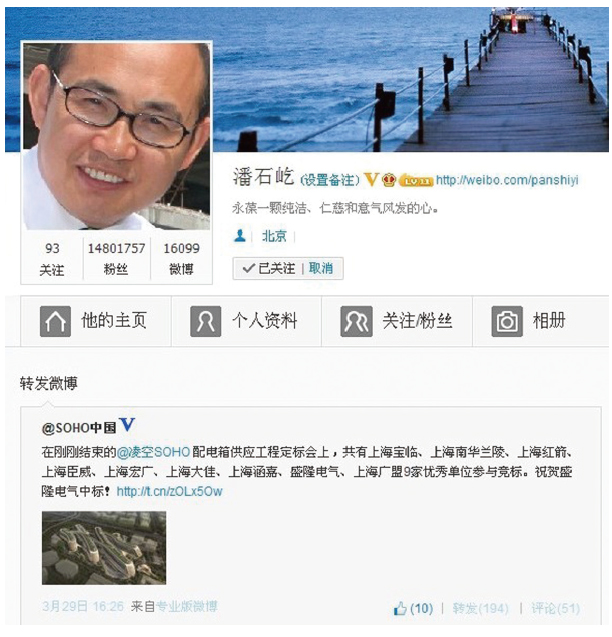 潘石屹 (设置备注) V LV11 http://weibo.com/panshiyi
永葆一颗纯洁、仁慈和意气风发的心。
北京
93 14801757 16099
关注 粉丝 微博
已关注 | 取消
他的主页 个人资料 关注/粉丝 相册
转发微博
@SOHO中国 V
在刚刚结束的@凌空SOHO 配电箱供应工程定标会上，共有上海宝临、上海南华兰陵、上海红箭、
上海臣威、上海宏广、上海大佳、上海涵嘉、盛隆电气、上海广盟9家优秀单位参与竞标。祝贺盛
隆电气中标！ http://t.cn/zOLx5Ow
3月29日 16:26 来自专业版微博
(10) | 转发(194) | 评论(51)